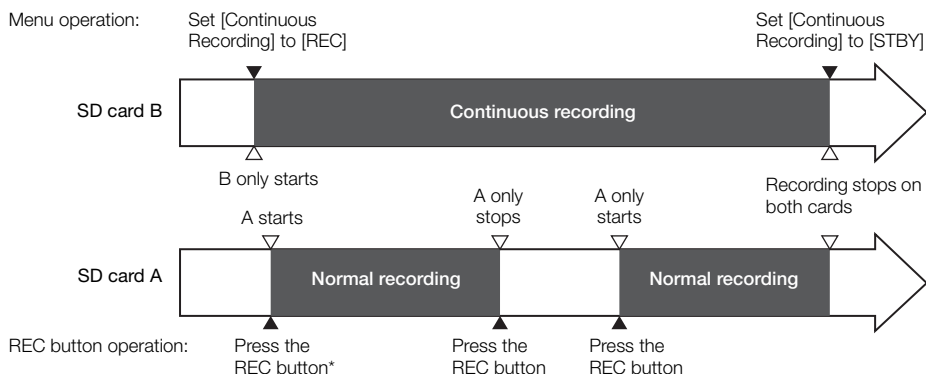 Menu operation:
Set [Continuous
Recording] to [REC]
Set [Continuous
Recording] to [STBY]
SD card B
Continuous recording
B only starts
Recording stops on
both cards
A starts
A only
stops
A only
starts
SD card A
Normal recording
Normal recording
REC button operation:
Press the
REC button*
Press the
REC button
Press the
REC button